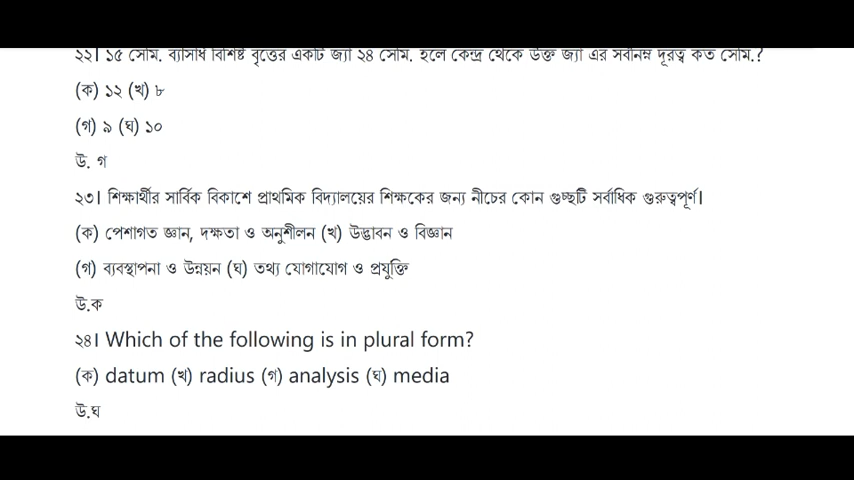 ২২। ১৫ সেমি. ব্যাসার্ধ বিশিষ্ট বৃত্তের একটি জ্যা ২৪ সেমি. হলে কেন্দ্র থেকে উক্ত জ্যা এর সর্বনিম্ন দূরত্ব কত সেমি.?
(ক) ১২ (খ) ৮
(গ) ৯ (ঘ) ১০
উ. গ
২৩। শিক্ষার্থীর সার্বিক বিকাশে প্রাথমিক বিদ্যালয়ের শিক্ষকের জন্য নীচের কোন গুচ্ছটি সর্বাধিক গুরুত্বপূর্ণ।
(ক) পেশাগত জ্ঞান, দক্ষতা ও অনুশীলন (খ) উদ্ভাবন ও বিজ্ঞান
(গ) ব্যবস্থাপনা ও উন্নয়ন (ঘ) তথ্য যোগাযোগ ও প্রযুক্তি
উ.ক
২৪। Which of the following is in plural form?
(ক) datum (খ) radius (গ) analysis (ঘ) media
উ.ঘ